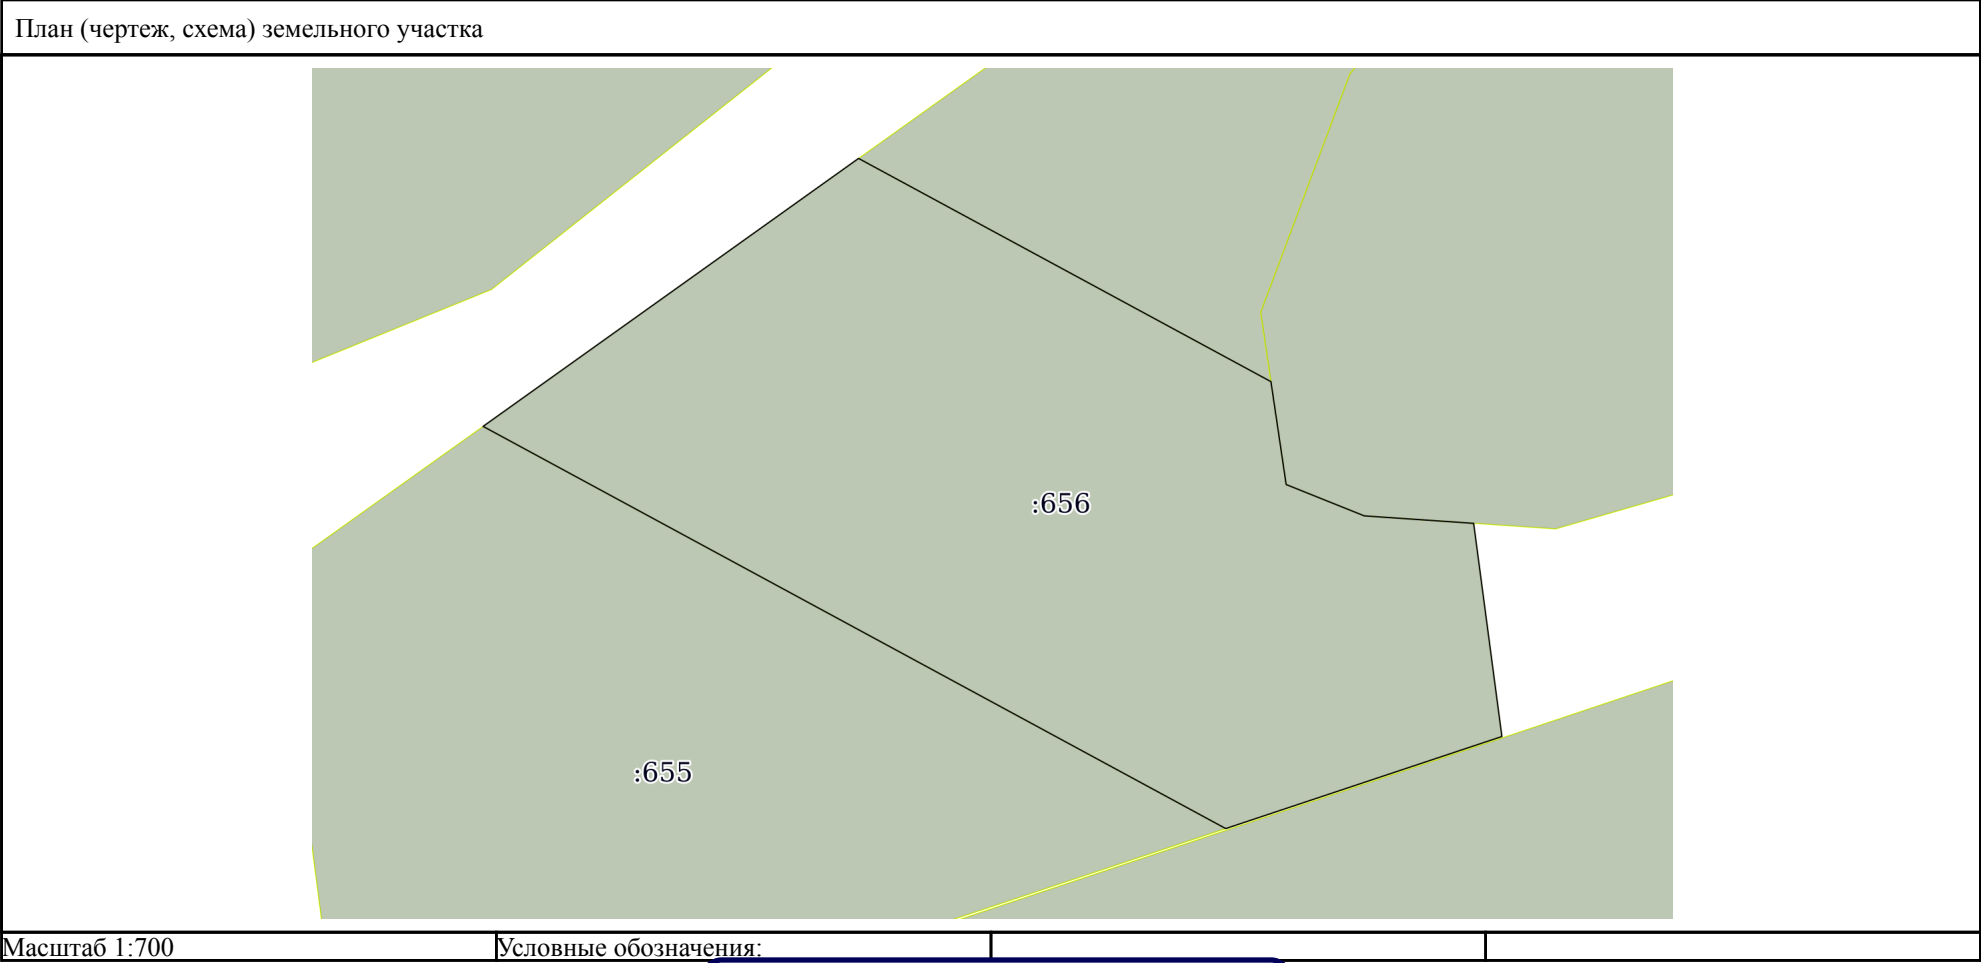 План (чертеж, схема) земельного участка
:656
:655
Масштаб 1:700
Условные обозначения: